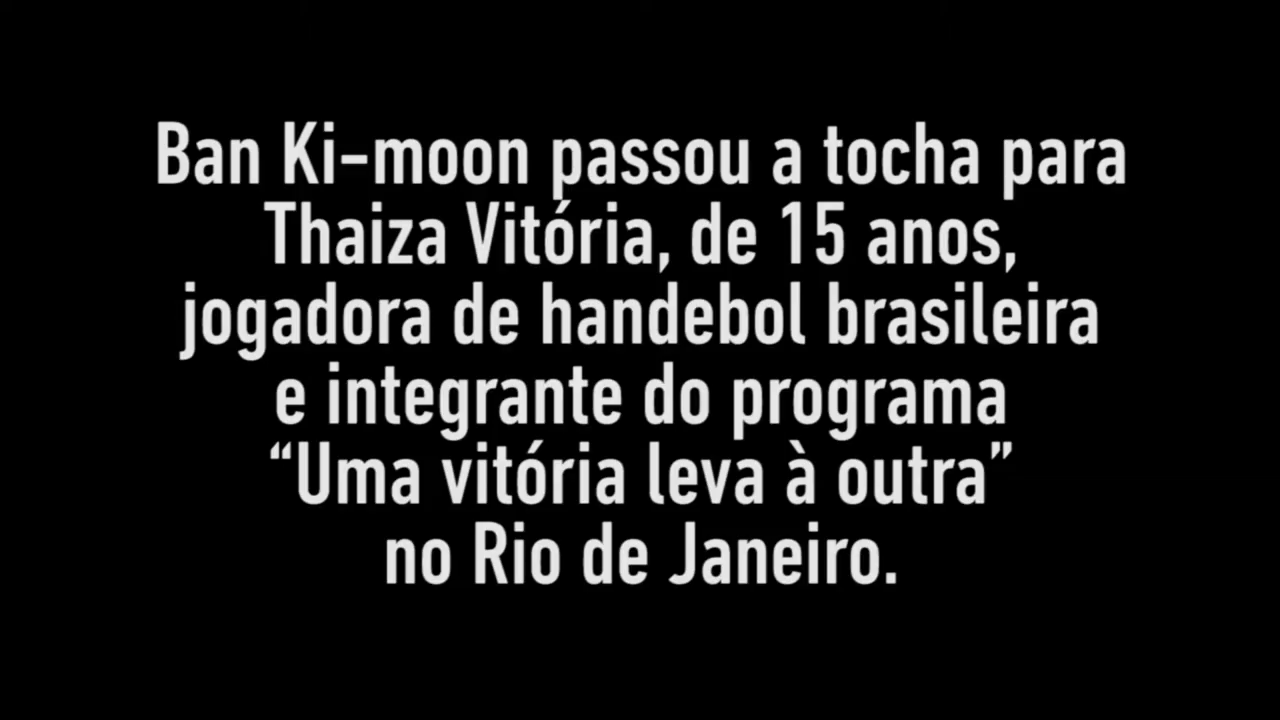 Ban Ki-moon passou a tocha para
Thaiza Vitória, de 15 anos,
jogadora de handebol brasileira
e integrante do programa
“Uma vitória leva à outra”
no Rio de Janeiro.